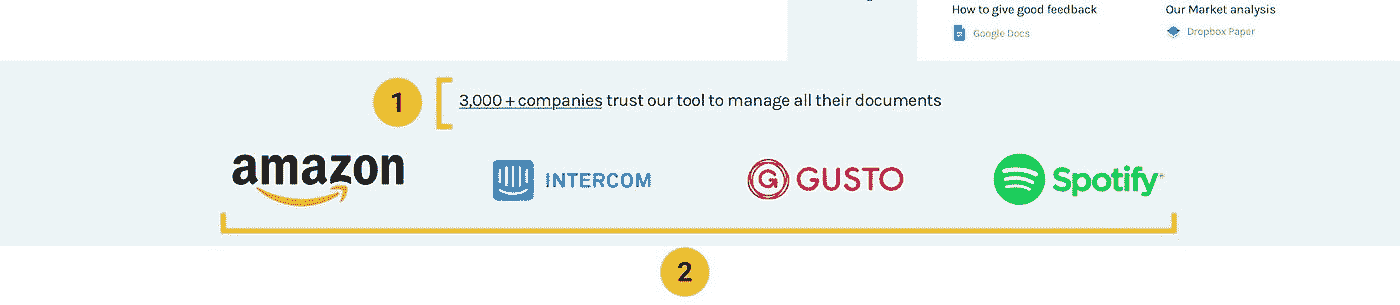 How to give good feedback
Our Market analysis
Google Docs
Dropbox Paper
1
3,000 + companies trust our tool to manage all their documents
amazon
INTERCOM
G GUSTO
Spotify
2